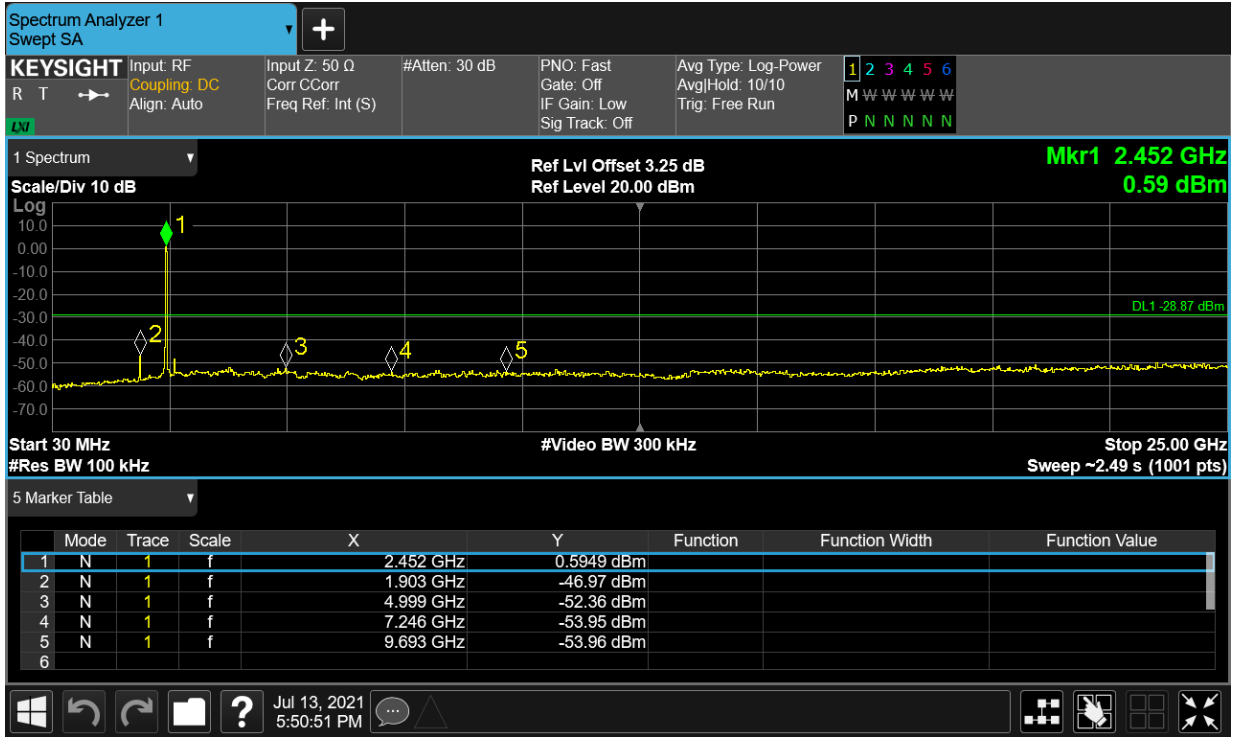 Spectrum Analyzer 1
Swept SA
KEYSIGHT
R T
LXI
Input: RF
Coupling: DC
Align: Auto
Input Z: 50 Ω
Corr CCorr
Freq Ref: Int (S)
#Atten: 30 dB
PNO: Fast
Gate: Off
IF Gain: Low
Sig Track: Off
Avg Type: Log-Power
Avg|Hold: 10/10
Trig: Free Run
1 2 3 4 5 6
M W W W W W
P N N N N N
1 Spectrum
Scale/Div 10 dB
Ref Lvl Offset 3.25 dB
Ref Level 20.00 dBm
Mkr1 2.452 GHz
0.59 dBm
Log
10.0
0.00
-10.0
-20.0
-30.0
-40.0
-50.0
-60.0
-70.0
1
2
3
4
5
DL1 -28.87 dBm
Start 30 MHz
#Video BW 300 kHz
Stop 25.00 GHz
#Res BW 100 kHz
Sweep ~2.49 s (1001 pts)
5 Marker Table
Mode Trace Scale X Y Function Function Width Function Value
1 N 1 f 2.452 GHz 0.5949 dBm
2 N 1 f 1.903 GHz -46.97 dBm
3 N 1 f 4.999 GHz -52.36 dBm
4 N 1 f 7.246 GHz -53.95 dBm
5 N 1 f 9.693 GHz -53.96 dBm
6
?
Jul 13, 2021
5:50:51 PM